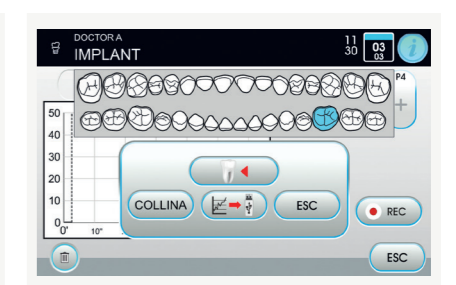 DOCTOR A
IMPLANT
11
30
03
03
i
P4
+
50
40
30
20
10
0
0"
10"
COLLINA
ESC
REC
ESC